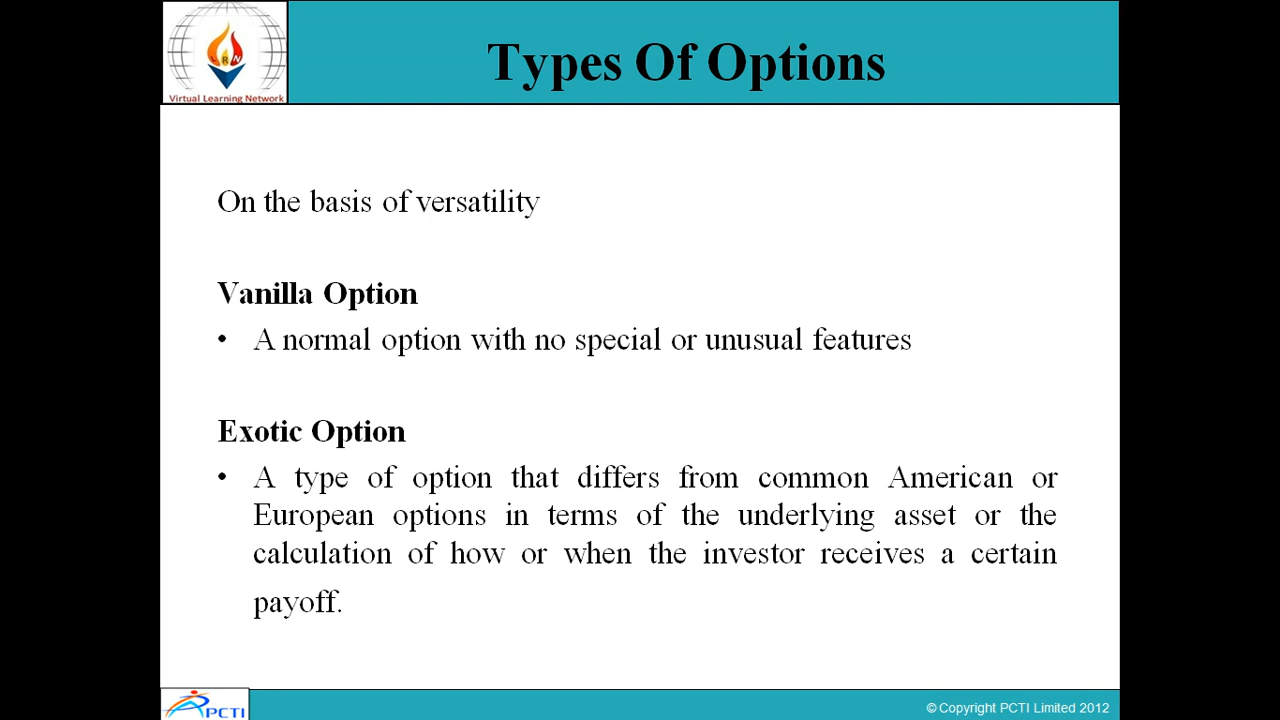 Types Of Options
LRN
Virtual Learning Network
On the basis of versatility
Vanilla Option
• A normal option with no special or unusual features
Exotic Option
• A type of option that differs from common American or
European options in terms of the underlying asset or the
calculation of how or when the investor receives a certain
payoff.
PCTI
© Copyright PCTI Limited 2012